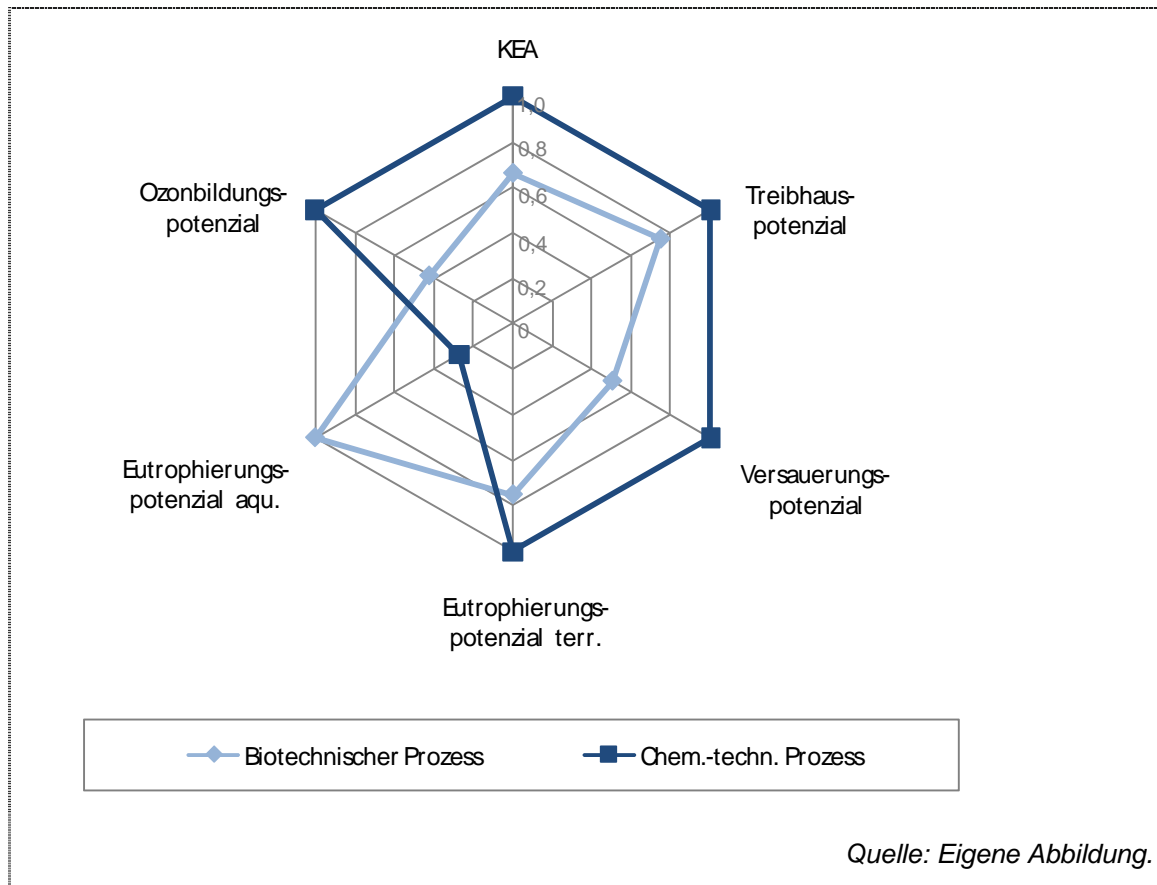 KEA
1,0
0,8
0,6
0,4
0,2
0
Treibhaus-
potenzial
Versauerungs-
potenzial
Eutrophierungs-
potenzial terr.
Eutrophierungs-
potenzial aqu.
Ozonbildungs-
potenzial
Biotechnischer Prozess
Chem.-techn. Prozess
Quelle: Eigene Abbildung.